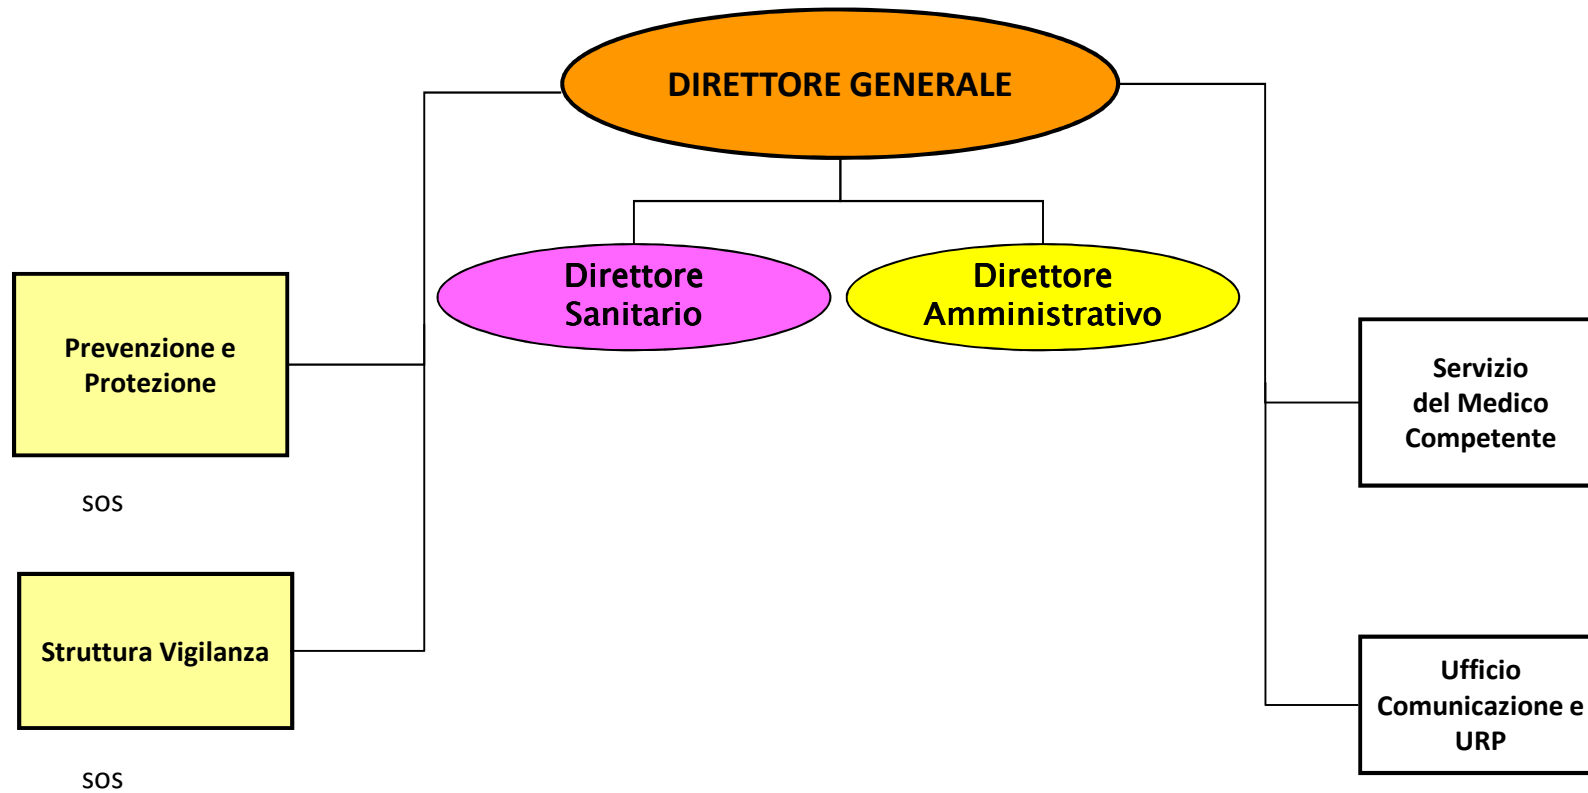 DIRETTORE GENERALE
Direttore
Sanitario
Direttore
Amministrativo
Prevenzione e
Protezione
sos
Struttura Vigilanza
sos
Servizio
del Medico
Competente
Ufficio
Comunicazione e
URP